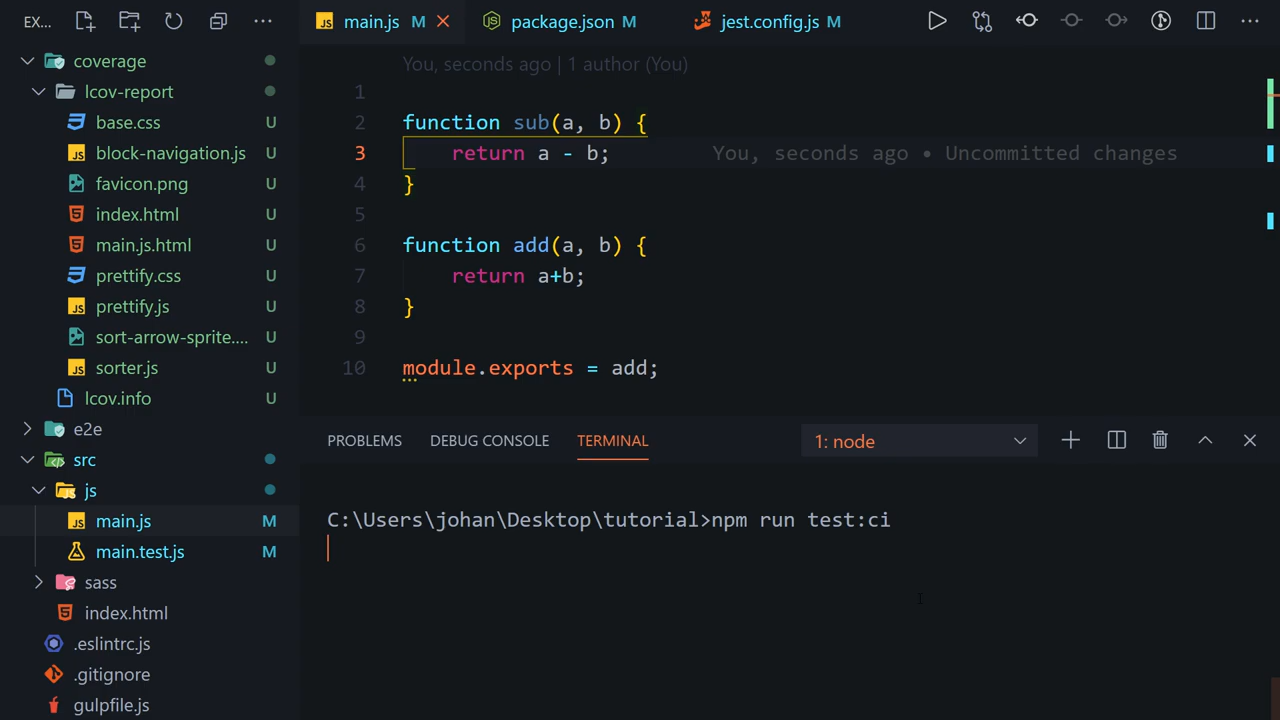 EX...
main.js M
package.json M
jest.config.js M
coverage
lcov-report
base.css U
JS block-navigation.js U
favicon.png U
index.html U
main.js.html U
prettify.css U
JS prettify.js U
sort-arrow-sprite.... U
JS sorter.js U
lcov.info U
e2e
src
js
JS main.js M
main.test.js M
sass
index.html
.eslintrc.js
.gitignore
gulpfile.js
You, seconds ago | 1 author (You)
1
2 function sub(a, b) {
3 return a - b; You, seconds ago • Uncommitted changes
4 }
5
6 function add(a, b) {
7 return a+b;
8 }
9
10 module.exports = add;
PROBLEMS DEBUG CONSOLE TERMINAL 1: node
C:\Users\johan\Desktop\tutorial>npm run test:ci